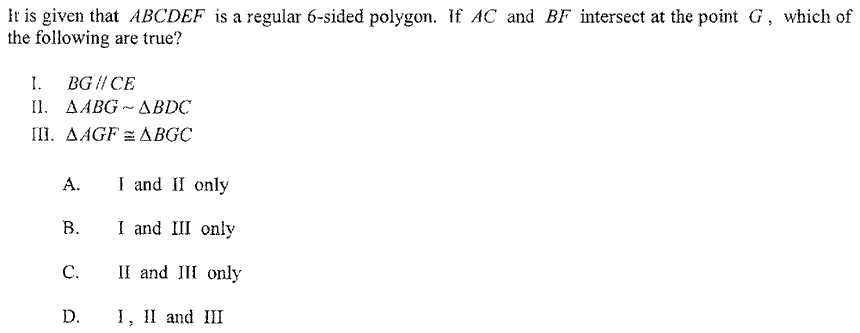 It is given that ABCDEF is a regular 6-sided polygon. If AC and BF intersect at the point G, which of
the following are true?
I. BG // CE
II. ΔABG ~ ΔBDC
III. ΔAGF ≅ ΔBGC
A. I and II only
B. I and III only
C. II and III only
D. I, II and III